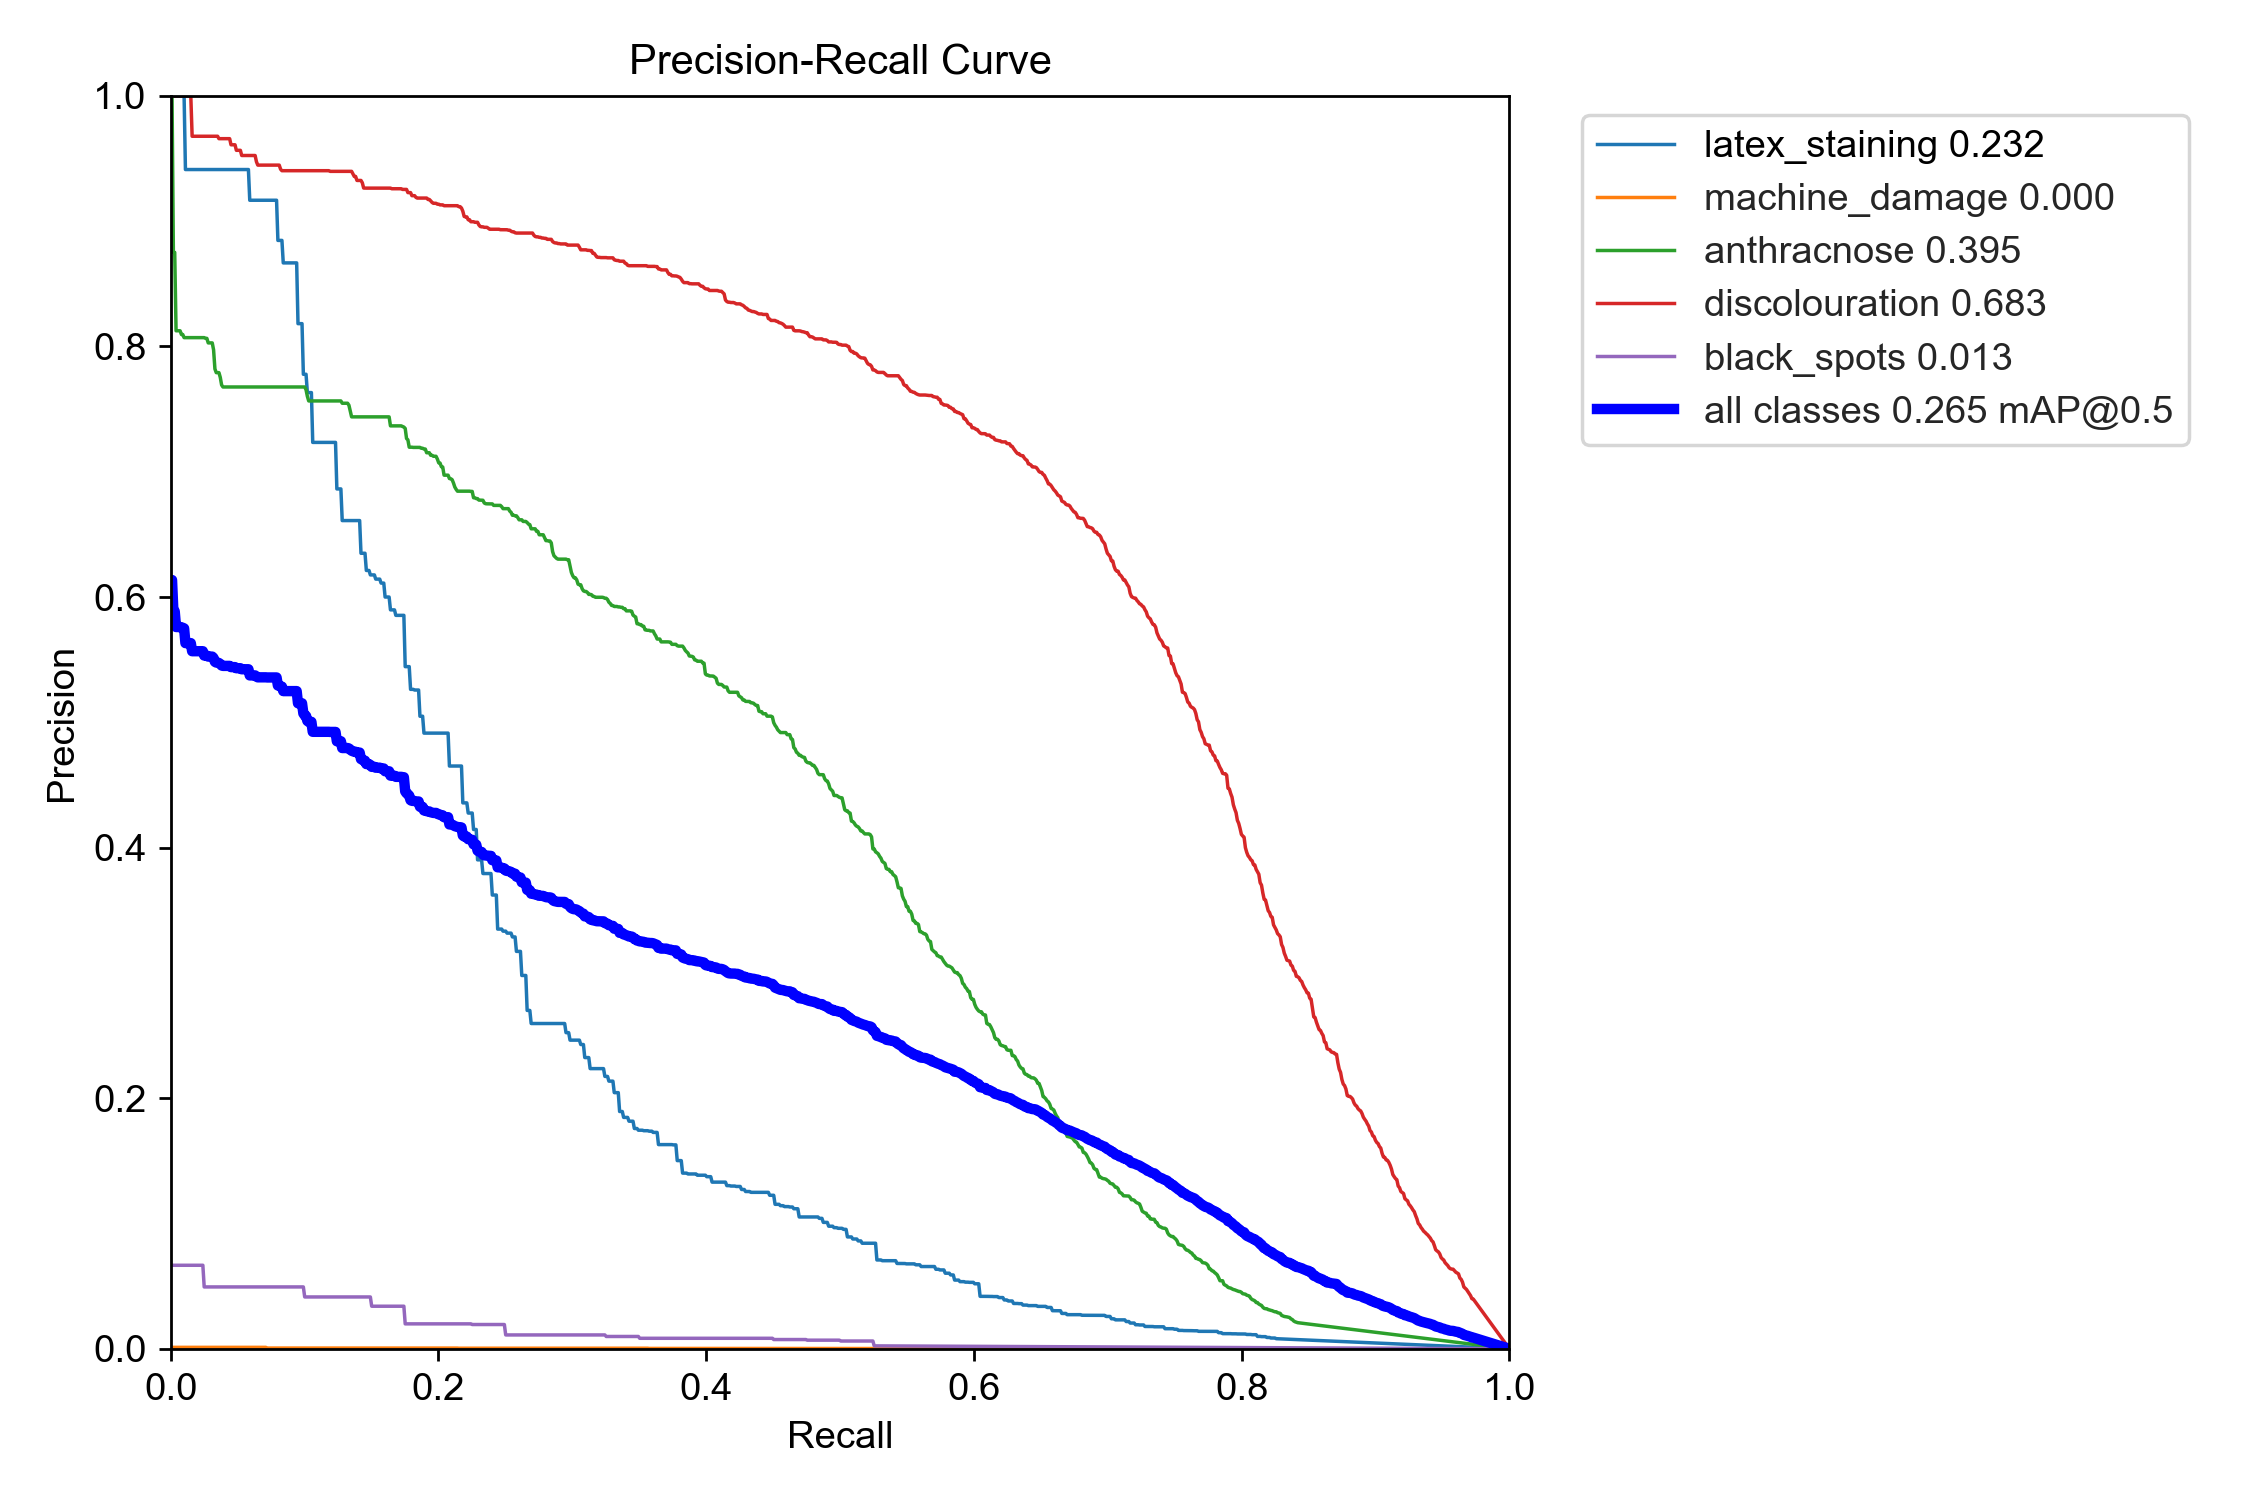 Precision-Recall Curve
1.0
0.8
0.6
0.4
0.2
0.0
Precision
0.0 0.2 0.4 0.6 0.8 1.0
Recall
latex_staining 0.232
machine_damage 0.000
anthracnose 0.395
discolouration 0.683
black_spots 0.013
all classes 0.265 mAP@0.5